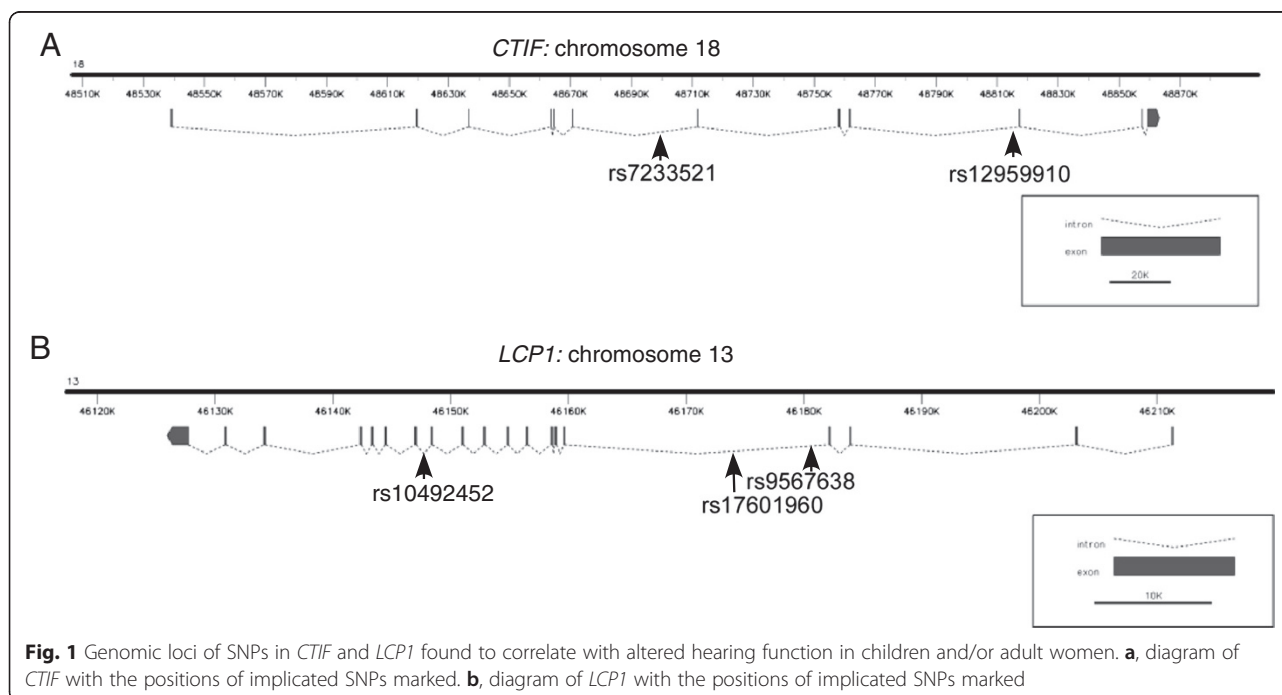 A
CTIF: chromosome 18
18
48510K 48530K 48550K 48570K 48590K 48610K 48630K 48650K 48670K 48690K 48710K 48730K 48750K 48770K 48790K 48810K 48830K 48850K 48870K
rs7233521
rs12959910
intron
exon
20K
B
LCP1: chromosome 13
13
46120K 46130K 46140K 46150K 46160K 46170K 46180K 46190K 46200K 46210K
rs10492452
rs9567638
rs17601960
intron
exon
10K
Fig. 1 Genomic loci of SNPs in CTIF and LCP1 found to correlate with altered hearing function in children and/or adult women. a, diagram of
CTIF with the positions of implicated SNPs marked. b, diagram of LCP1 with the positions of implicated SNPs marked